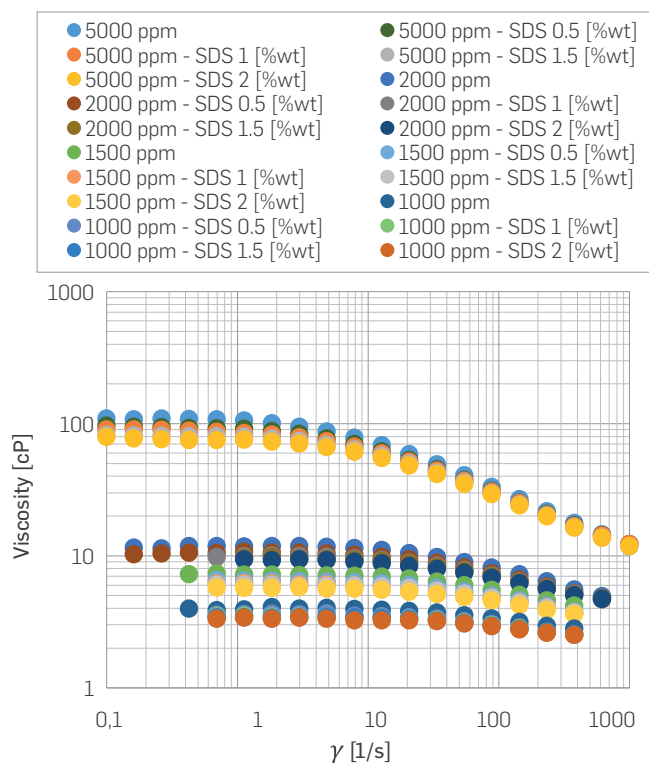 5000 ppm
5000 ppm - SDS 0.5 [%wt]
5000 ppm - SDS 1 [%wt]
5000 ppm - SDS 1.5 [%wt]
5000 ppm - SDS 2 [%wt]
2000 ppm
2000 ppm - SDS 0.5 [%wt]
2000 ppm - SDS 1 [%wt]
2000 ppm - SDS 1.5 [%wt]
2000 ppm - SDS 2 [%wt]
1500 ppm
1500 ppm - SDS 0.5 [%wt]
1500 ppm - SDS 1 [%wt]
1500 ppm - SDS 1.5 [%wt]
1500 ppm - SDS 2 [%wt]
1000 ppm
1000 ppm - SDS 0.5 [%wt]
1000 ppm - SDS 1 [%wt]
1000 ppm - SDS 1.5 [%wt]
1000 ppm - SDS 2 [%wt]
1000
100
10
1
Viscosity [cP]
0,1 1 10 100 1000
γ [1/s]